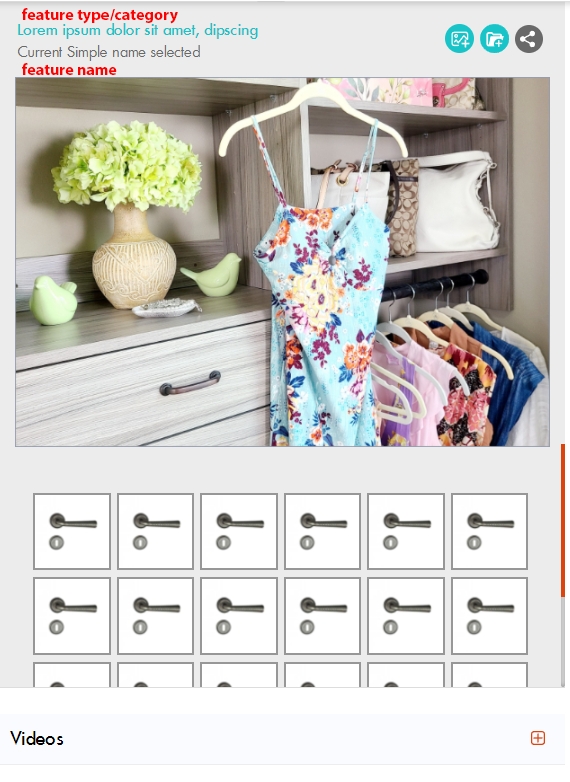 feature type/category
Lorem ipsum dolor sit amet, dipscing
Current Simple name selected
feature name
Videos